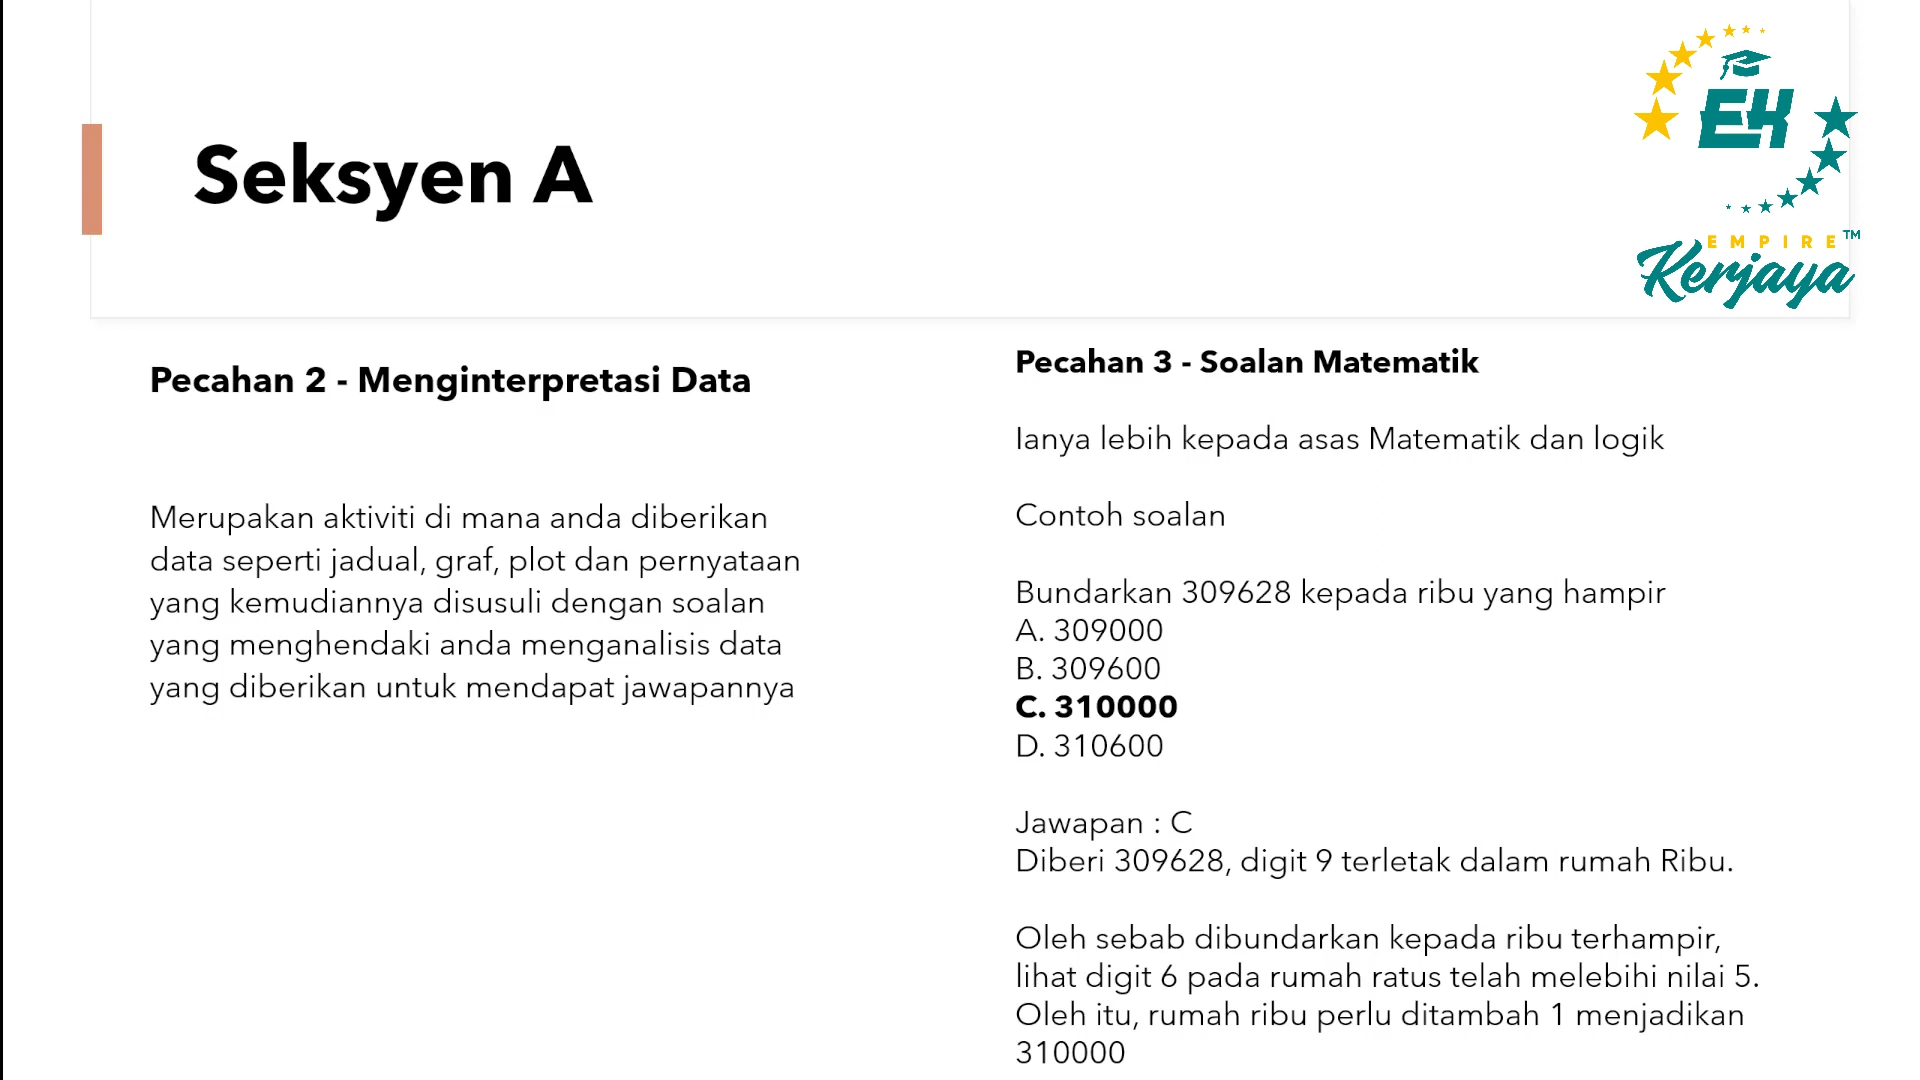 Seksyen A
EK
EMPIRE™
Kerjaya
Pecahan 2 - Menginterpretasi Data
Merupakan aktiviti di mana anda diberikan
data seperti jadual, graf, plot dan pernyataan
yang kemudiannya disusuli dengan soalan
yang menghendaki anda menganalisis data
yang diberikan untuk mendapat jawapannya
Pecahan 3 - Soalan Matematik
Ianya lebih kepada asas Matematik dan logik
Contoh soalan
Bundarkan 309628 kepada ribu yang hampir
A. 309000
B. 309600
C. 310000
D. 310600
Jawapan : C
Diberi 309628, digit 9 terletak dalam rumah Ribu.
Oleh sebab dibundarkan kepada ribu terhampir,
lihat digit 6 pada rumah ratus telah melebihi nilai 5.
Oleh itu, rumah ribu perlu ditambah 1 menjadikan
310000